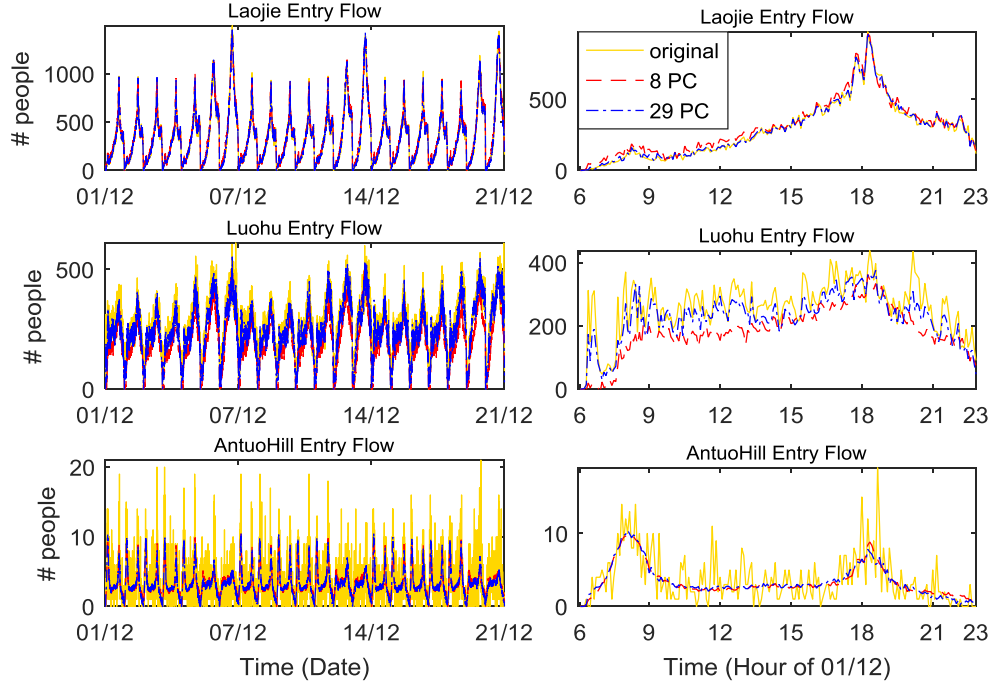 Laojie Entry Flow
# people
1000
500
0
01/12 07/12 14/12 21/12
Laojie Entry Flow
original
8 PC
29 PC
500
0
6 9 12 15 18 21 23
Luohu Entry Flow
# people
500
0
01/12 07/12 14/12 21/12
Luohu Entry Flow
400
200
0
6 9 12 15 18 21 23
AntuoHill Entry Flow
# people
20
10
0
01/12 07/12 14/12 21/12
Time (Date)
AntuoHill Entry Flow
10
0
6 9 12 15 18 21 23
Time (Hour of 01/12)